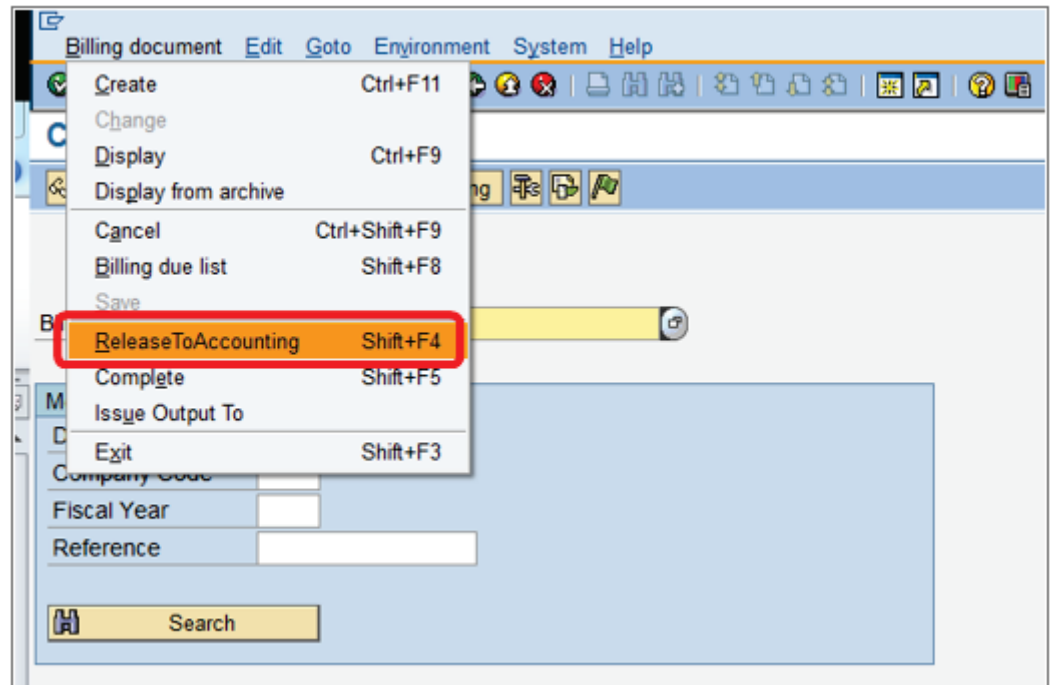 Billing document Edit Goto Environment System Help
Create Ctrl+F11
Change
Display Ctrl+F9
Display from archive
Cancel Ctrl+Shift+F9
Billing due list Shift+F8
Save
ReleaseToAccounting Shift+F4
Complete Shift+F5
Issue Output To
Exit Shift+F3
Company Code
Fiscal Year
Reference
Search